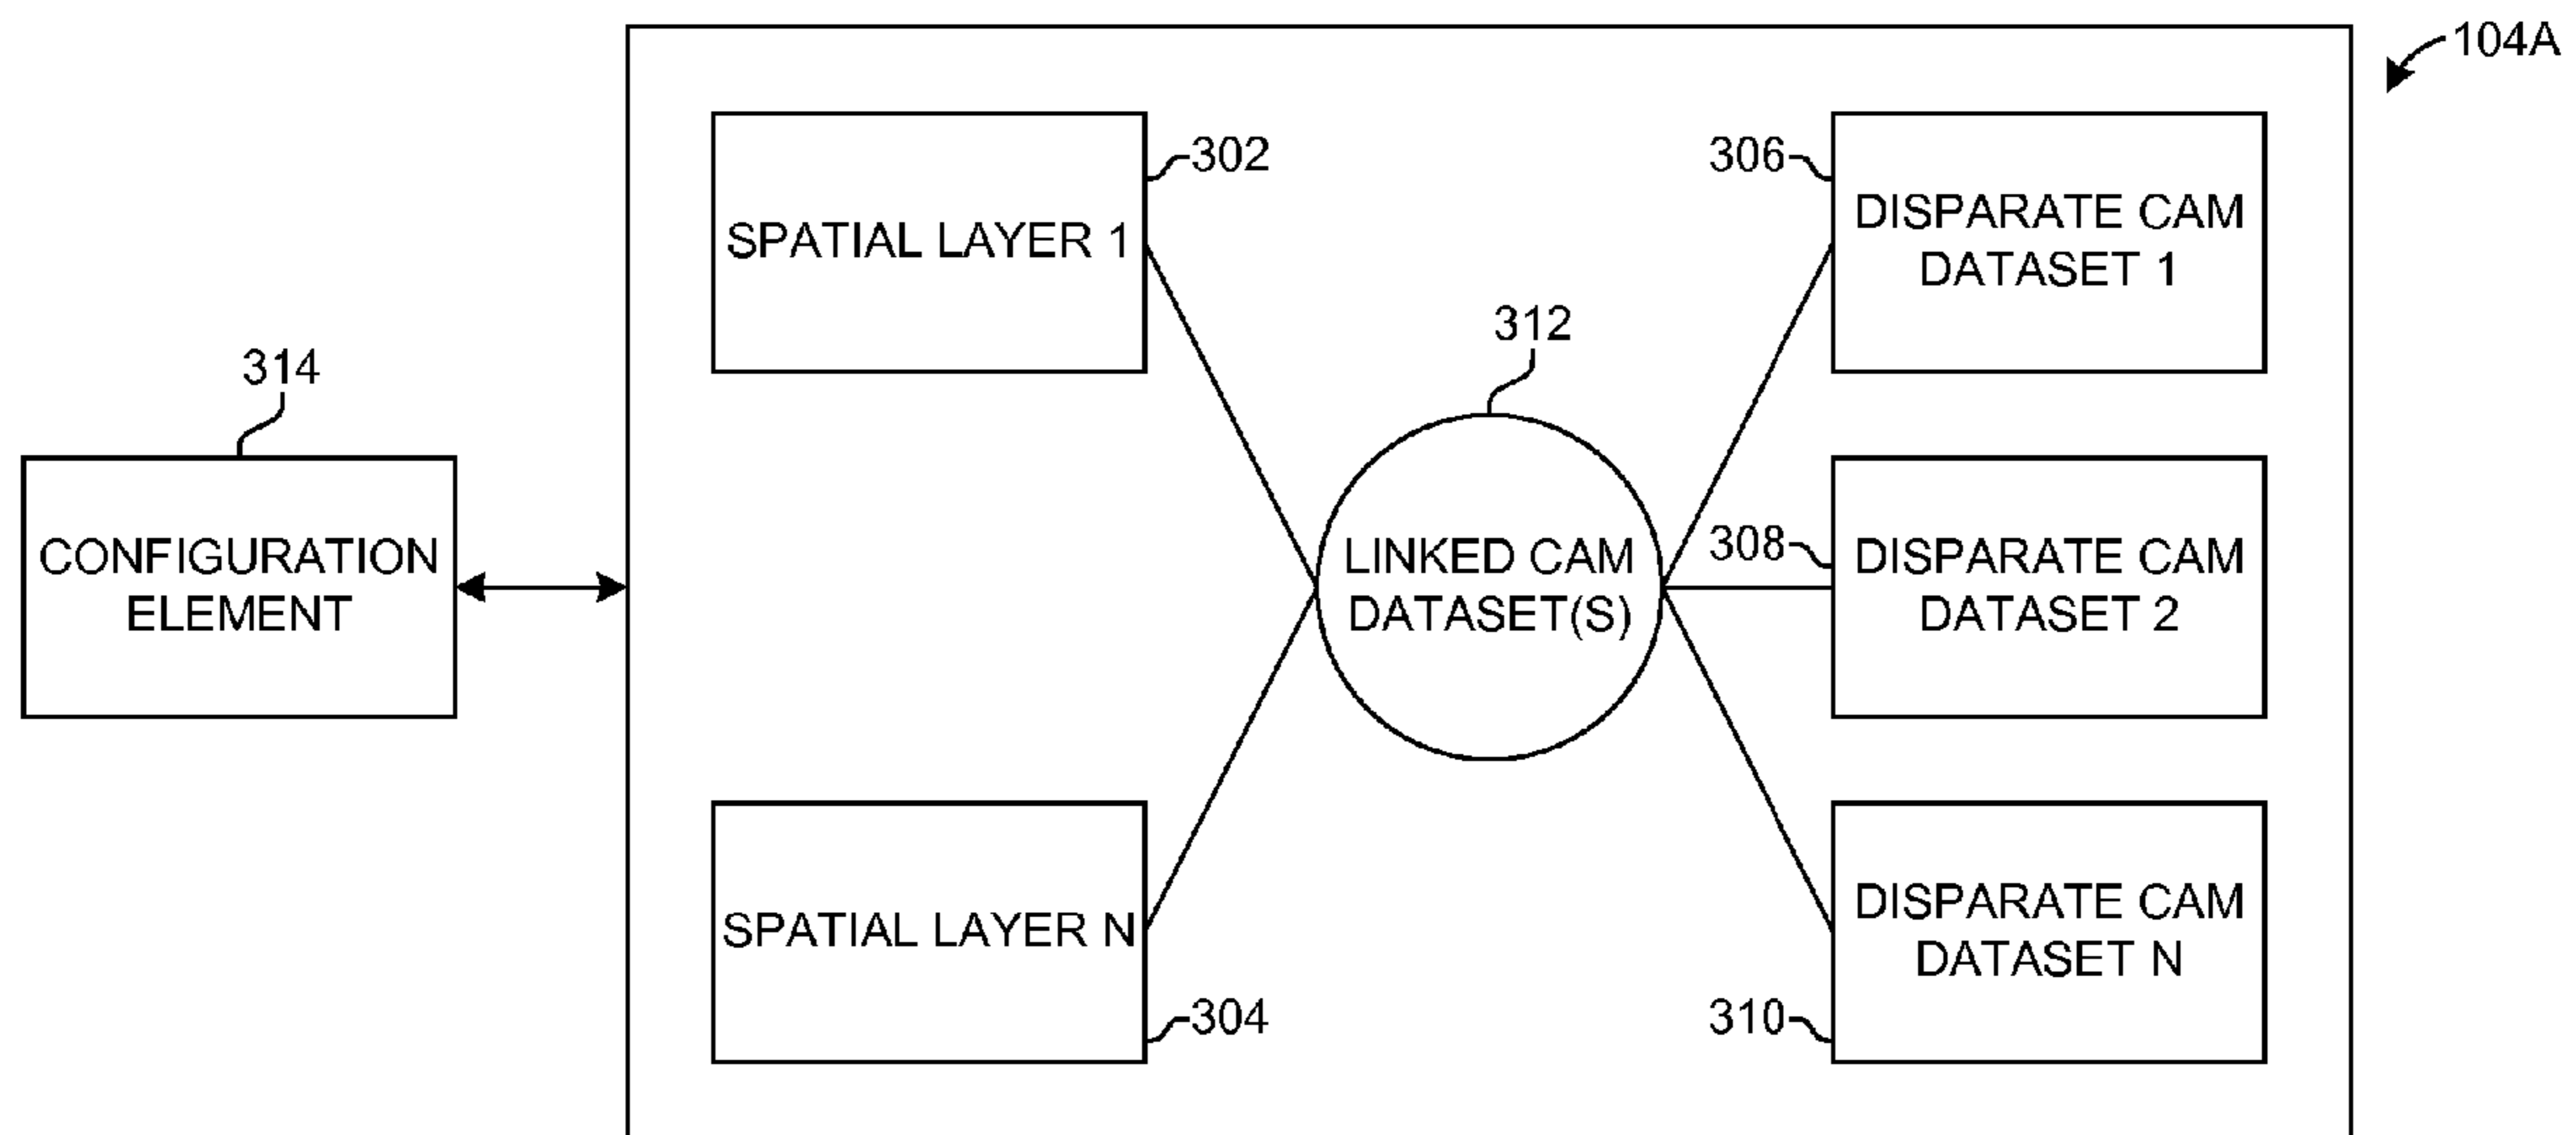 104A
302
SPATIAL LAYER 1
306
DISPARATE CAM
DATASET 1
312
314
CONFIGURATION
ELEMENT
LINKED CAM
DATASET(S)
308
DISPARATE CAM
DATASET 2
SPATIAL LAYER N
304
DISPARATE CAM
DATASET N
310